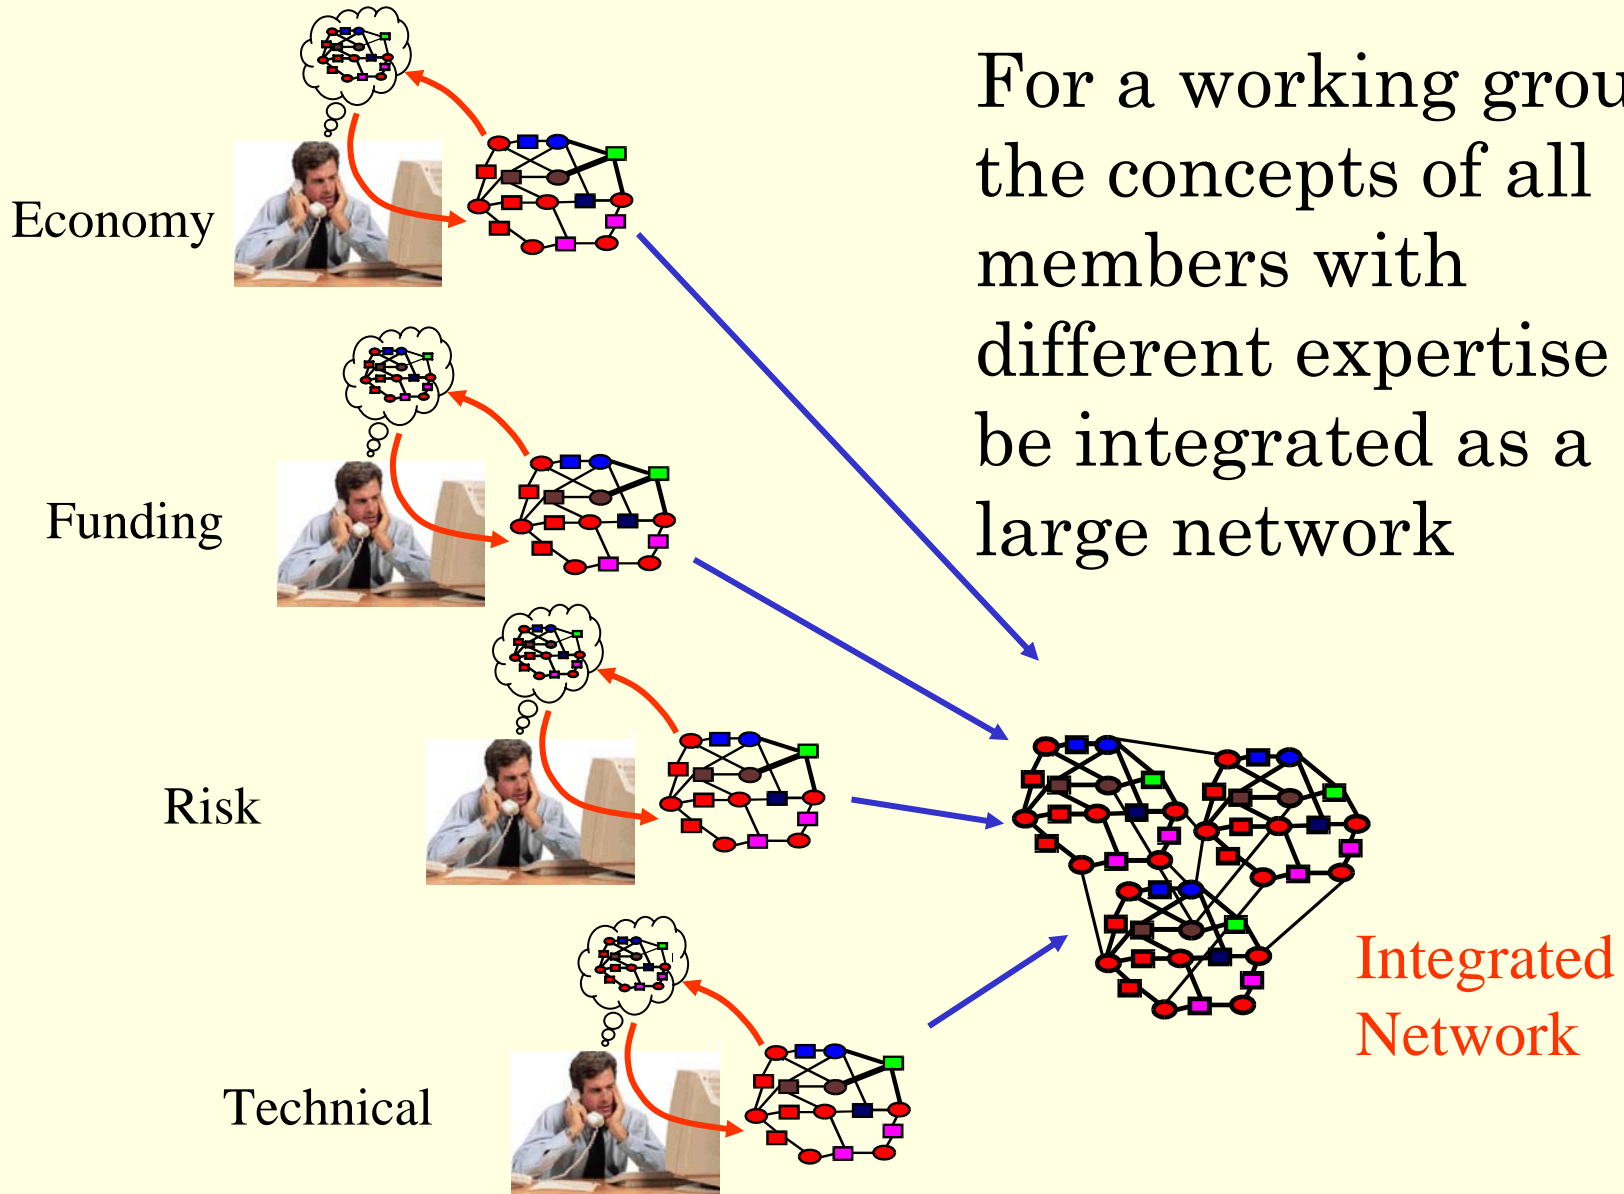 For a working grou
the concepts of all
members with
different expertise
be integrated as a
large network
Economy
Funding
Risk
Technical
Integrated
Network